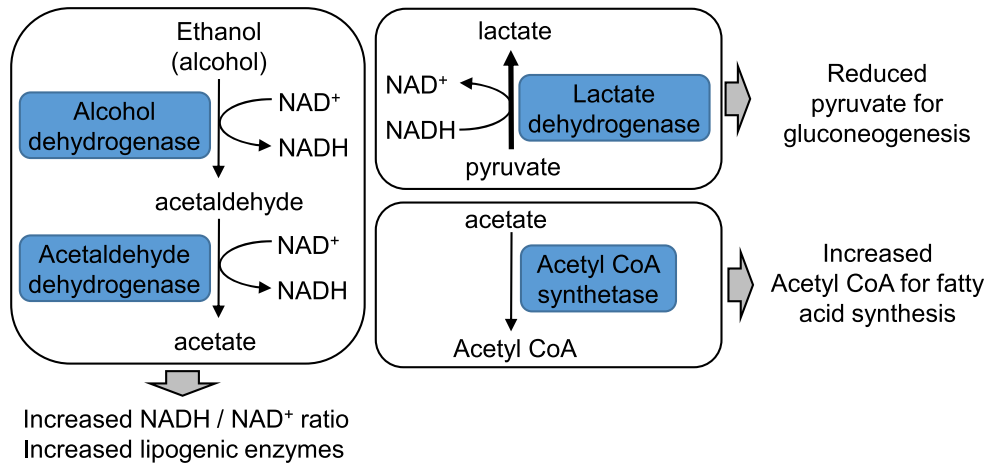 Ethanol
(alcohol)
Alcohol
dehydrogenase
NAD⁺
NADH
acetaldehyde
Acetaldehyde
dehydrogenase
NAD⁺
NADH
acetate
Increased NADH / NAD⁺ ratio
Increased lipogenic enzymes
lactate
NAD⁺
NADH
Lactate
dehydrogenase
pyruvate
Reduced
pyruvate for
gluconeogenesis
acetate
Acetyl CoA
synthetase
Acetyl CoA
Increased
Acetyl CoA for fatty
acid synthesis